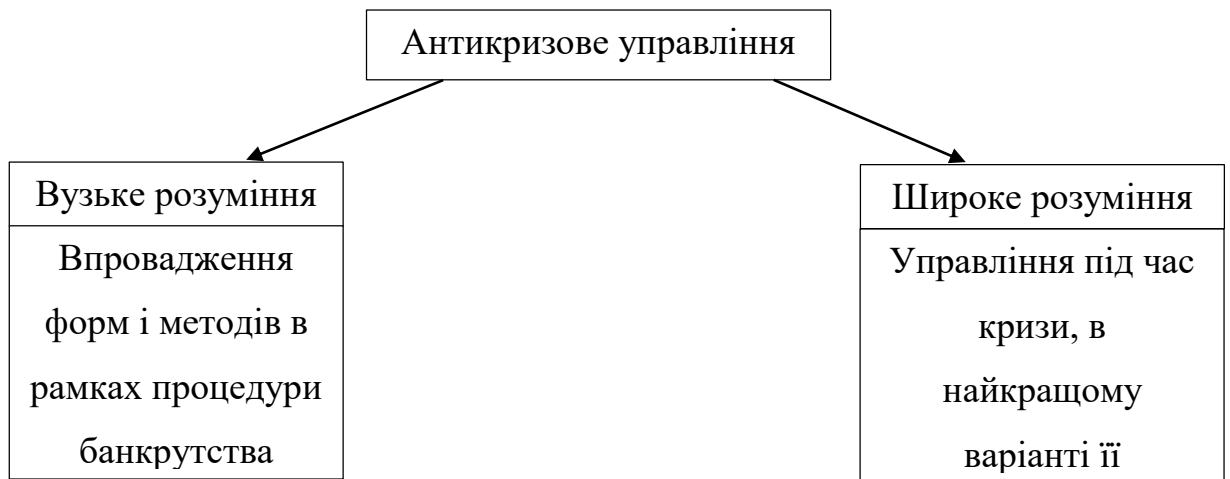 Антикризове управління
Вузьке розуміння
Впровадження
форм і методів в
рамках процедури
банкрутства
Широке розуміння
Управління під час
кризи, в
найкращому
варіанті її